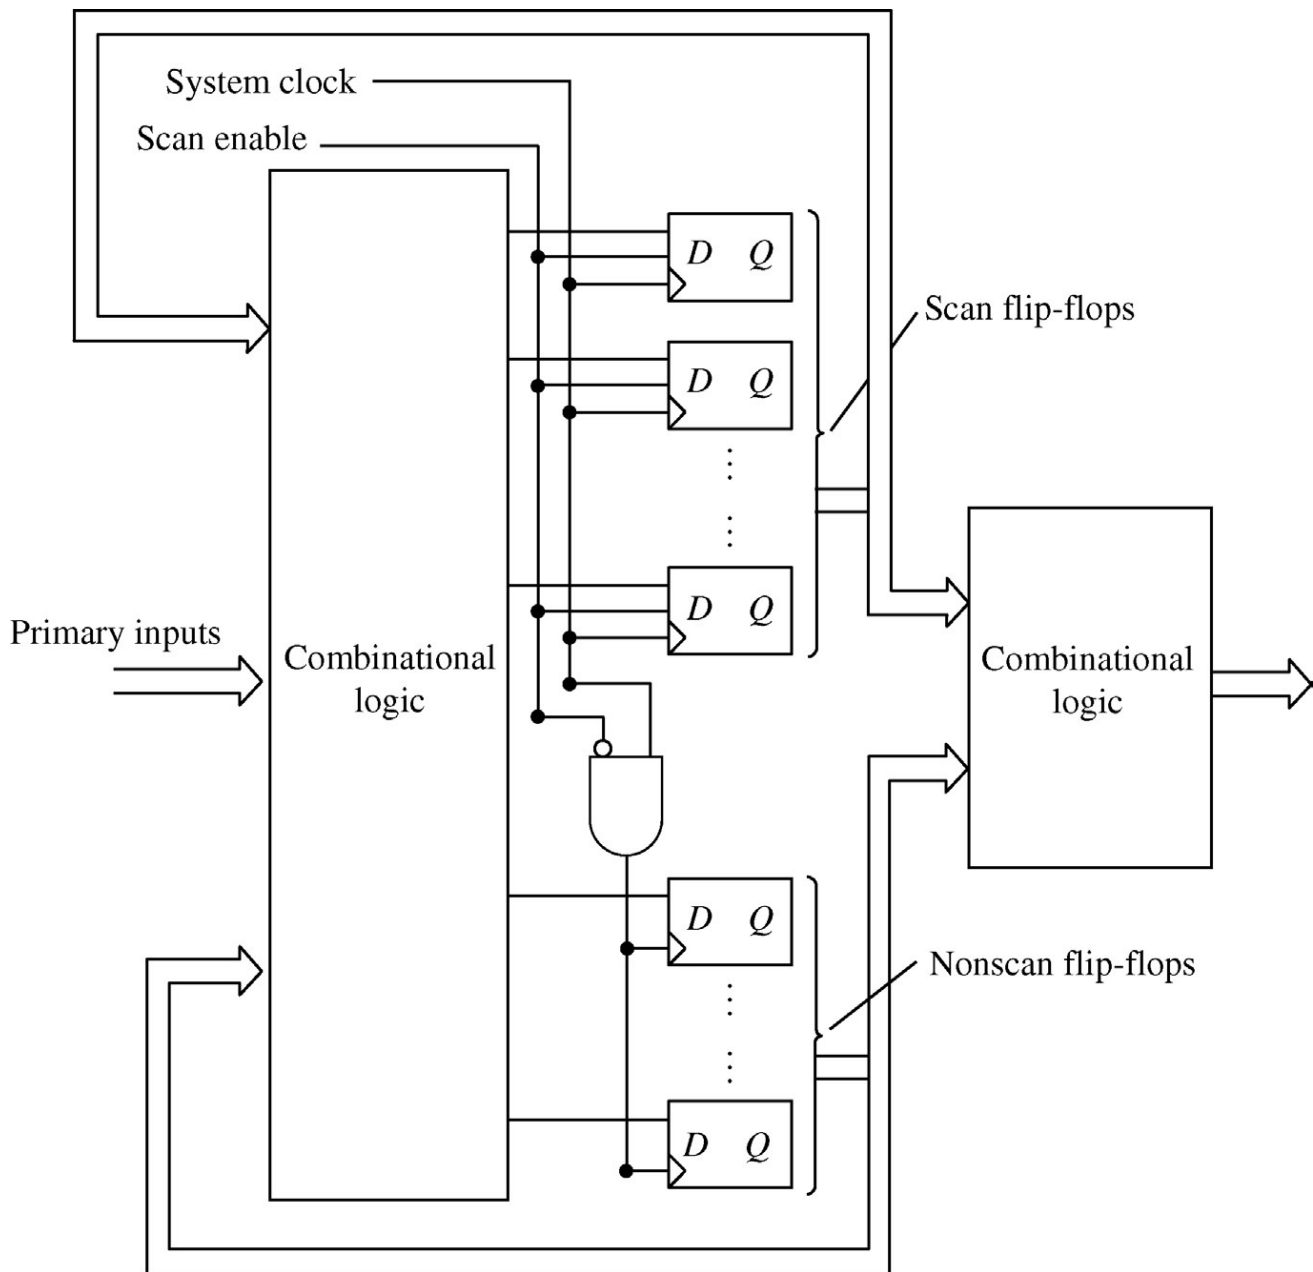 System clock
Scan enable
D Q
Scan flip-flops
D Q
D Q
Primary inputs
Combinational
logic
Combinational
logic
D Q
Nonscan flip-flops
D Q